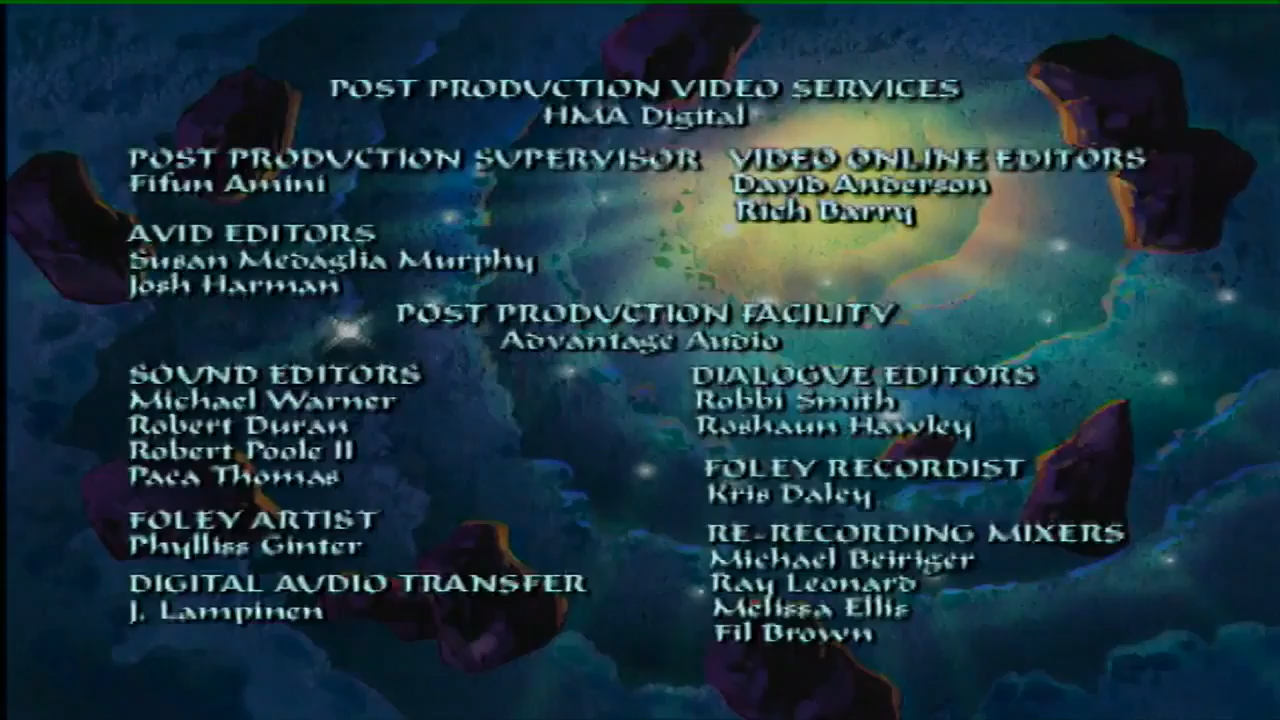 POST PRODUCTION VIDEO SERVICES
HMA Digital
POST PRODUCTION SUPERVISOR
Fifun Amini
VIDEO ONLINE EDITORS
David Anderson
Rich Barry
AVID EDITORS
Susan Medaglia Murphy
Josh Harman
POST PRODUCTION FACILITY
Advantage Audio
SOUND EDITORS
Michael Warner
Robert Duran
Robert Poole II
Paca Thomas
FOLEY ARTIST
Phylliss Ginter
DIGITAL AUDIO TRANSFER
J. Lampinen
DIALOGUE EDITORS
Robbi Smith
Roshaun Hawley
FOLEY RECORDIST
Kris Daley
RE-RECORDING MIXERS
Michael Beiriger
Ray Leonard
Melissa Ellis
Fil Brown